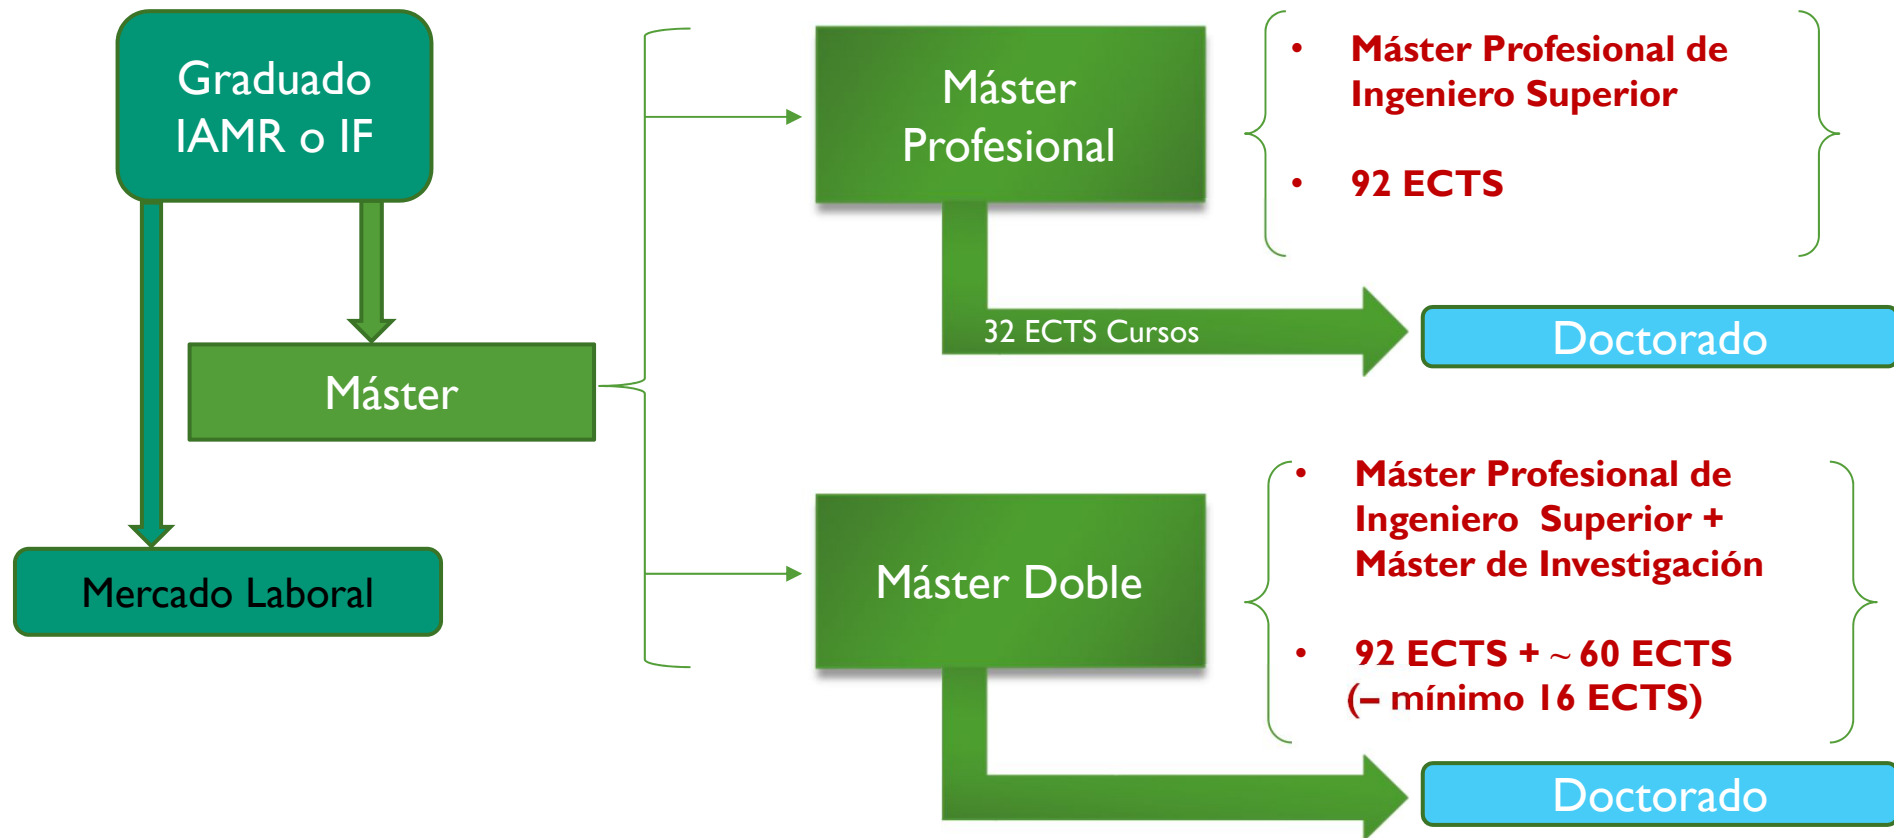 Graduado
IAMR o IF
Máster
Mercado Laboral
Máster
Profesional
• Máster Profesional de
Ingeniero Superior
• 92 ECTS
32 ECTS Cursos
Doctorado
Máster Doble
• Máster Profesional de
Ingeniero Superior +
Máster de Investigación
• 92 ECTS + ~ 60 ECTS
(– mínimo 16 ECTS)
Doctorado